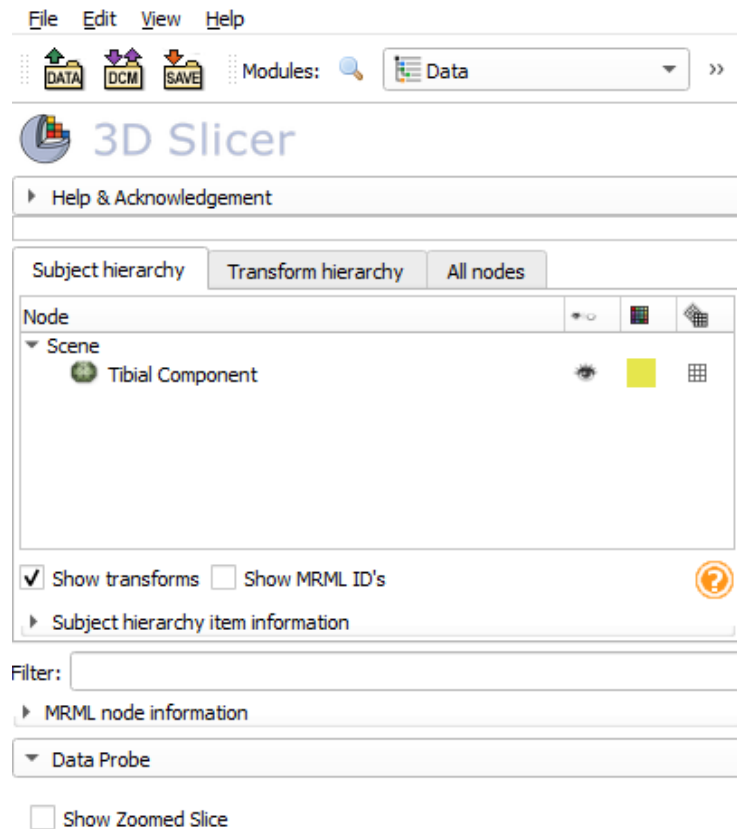 File Edit View Help
DATA DCM SAVE Modules: Data »
3D Slicer
Help & Acknowledgement
Subject hierarchy Transform hierarchy All nodes
Node
Scene
Tibial Component
Show transforms Show MRML ID's
Subject hierarchy item information
Filter:
MRML node information
Data Probe
Show Zoomed Slice